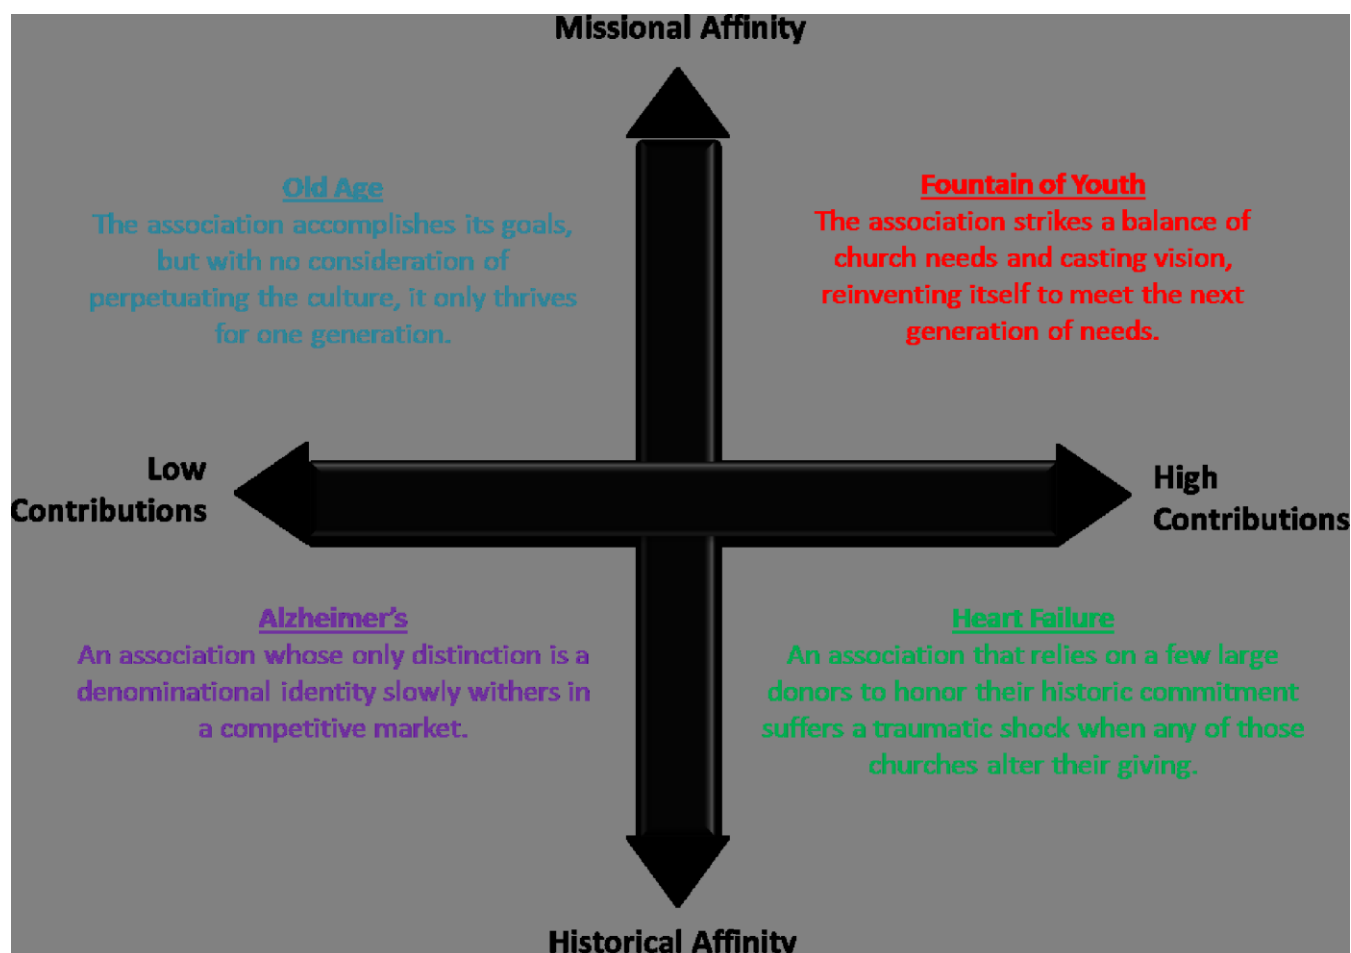 Missional Affinity
Old Age
The association accomplishes its goals,
but with no consideration of
perpetuating the culture, it only thrives
for one generation.
Fountain of Youth
The association strikes a balance of
church needs and casting vision,
reinventing itself to meet the next
generation of needs.
Low
Contributions
High
Contributions
Alzheimer's
An association whose only distinction is a
denominational identity slowly withers in
a competitive market.
Heart Failure
An association that relies on a few large
donors to honor their historic commitment
suffers a traumatic shock when any of those
churches alter their giving.
Historical Affinity